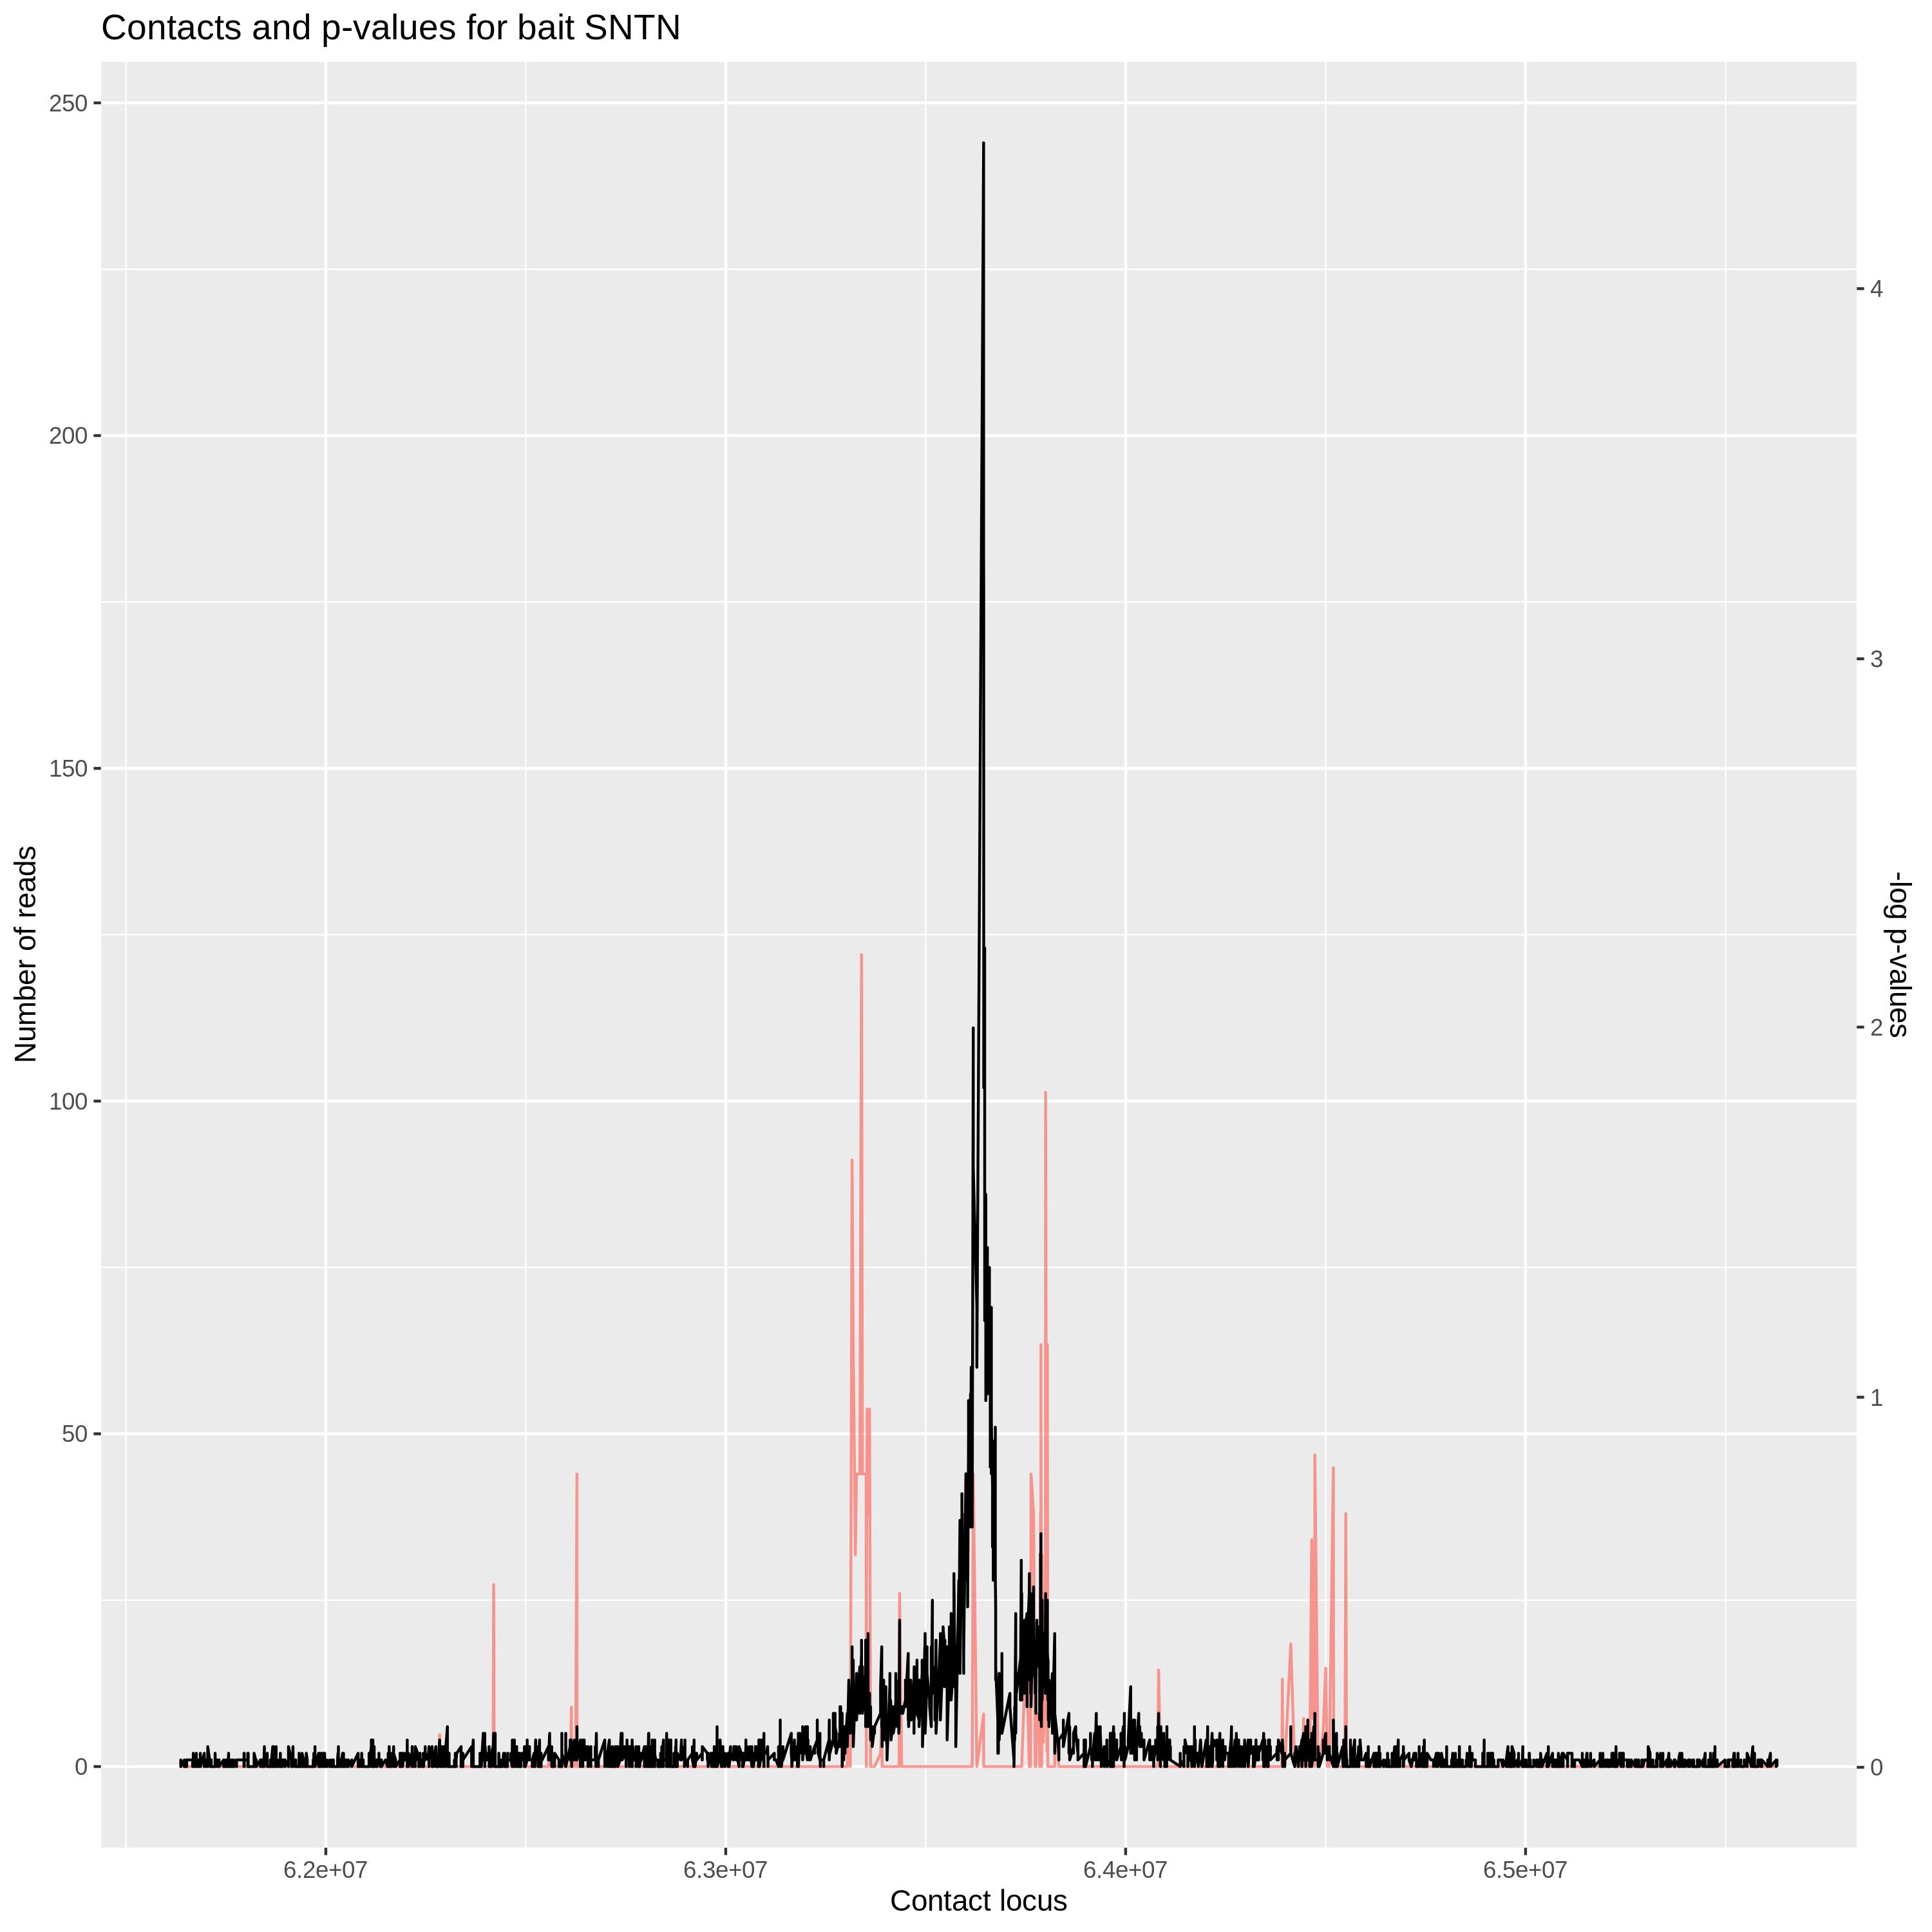 Contacts and p-values for bait SNTN
250
200
150
100
50
0
Number of reads
4
3
2
1
0
-log p-values
6.2e+07
6.3e+07
6.4e+07
6.5e+07
Contact locus